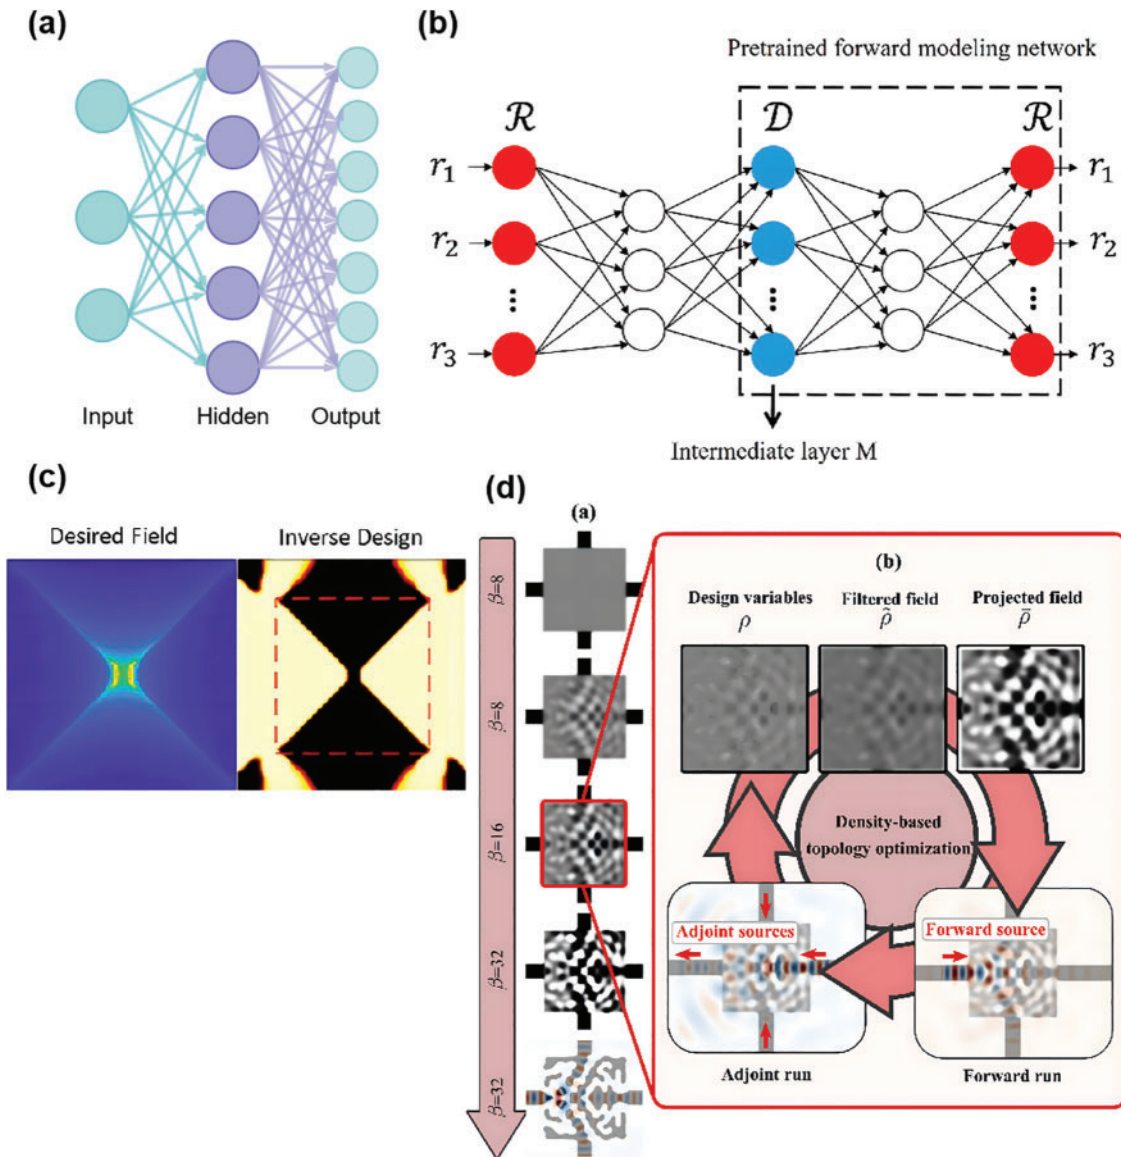 (a)
Input
Hidden
Output
(b)
Pretrained forward modeling network
ℛ
𝒟
ℛ
r₁
r₂
r₃
r₁
r₂
r₃
...
...
...
Intermediate layer M
(c)
Desired Field
Inverse Design
(d)
(a)
β=8
β=8
β=16
β=32
β=32
(b)
Design variables
ρ
Filtered field
ρ̃
Projected field
ρ̄
Density-based
topology optimization
Adjoint sources
Forward source
Adjoint run
Forward run